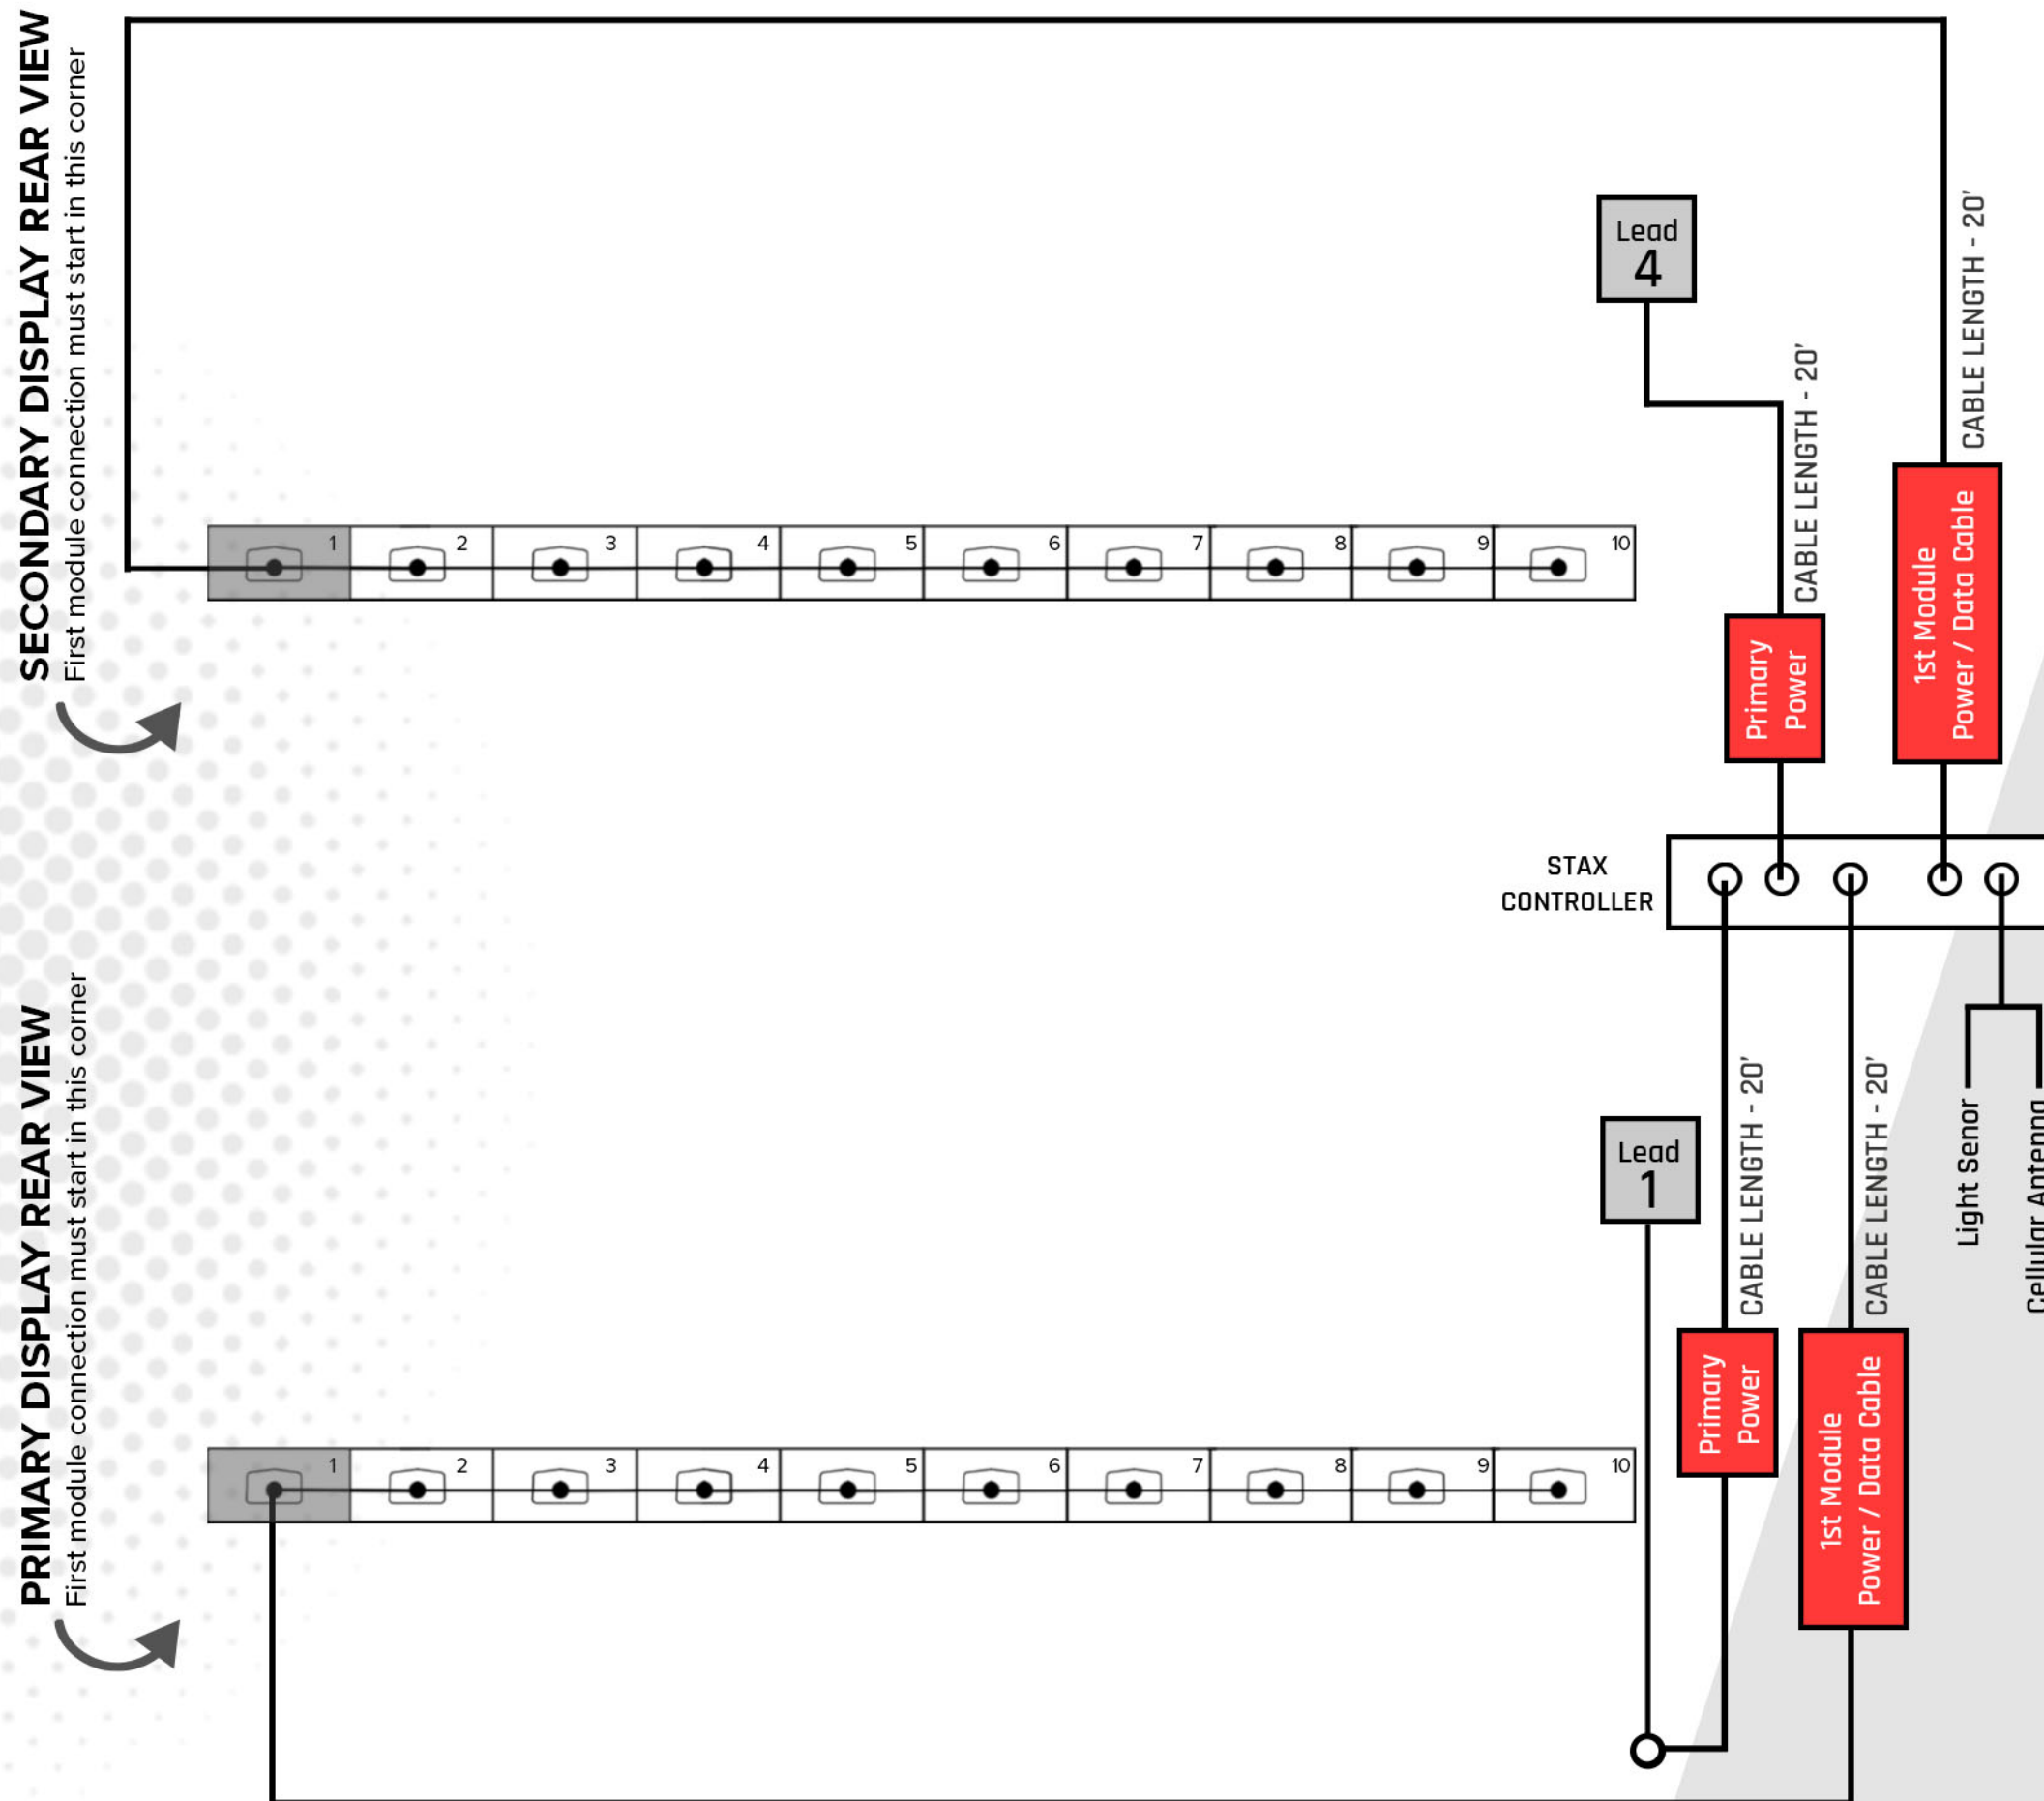 SECONDARY DISPLAY REAR VIEW
First module connection must start in this corner
Lead
4
CABLE LENGTH - 20'
CABLE LENGTH - 20'
1 2 3 4 5 6 7 8 9 10
Primary
Power
1st Module
Power / Data Cable
STAX
CONTROLLER
PRIMARY DISPLAY REAR VIEW
First module connection must start in this corner
Lead
1
CABLE LENGTH - 20'
CABLE LENGTH - 20'
Light Senor
Cellular Antenna
1 2 3 4 5 6 7 8 9 10
Primary
Power
1st Module
Power / Data Cable